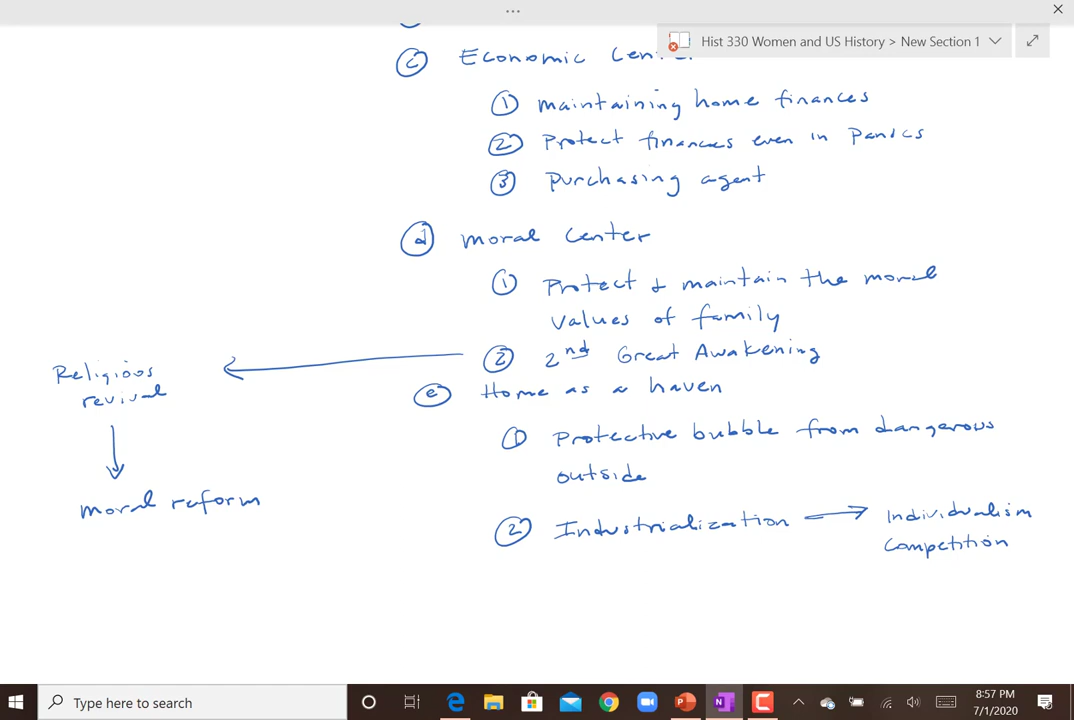 Hist 330 Women and US History > New Section 1
c Economic Center
1 maintaining home finances
2 Protect finances even in Panics
3 Purchasing agent
d Moral Center
1 Protect & maintain the moral
values of family
2 2nd Great Awakening
Religious
revival
e Home as a haven
1 Protective bubble from dangerous
outside
Moral reform
2 Industrialization
Individualism
Competition
Type here to search
8:57 PM
7/1/2020